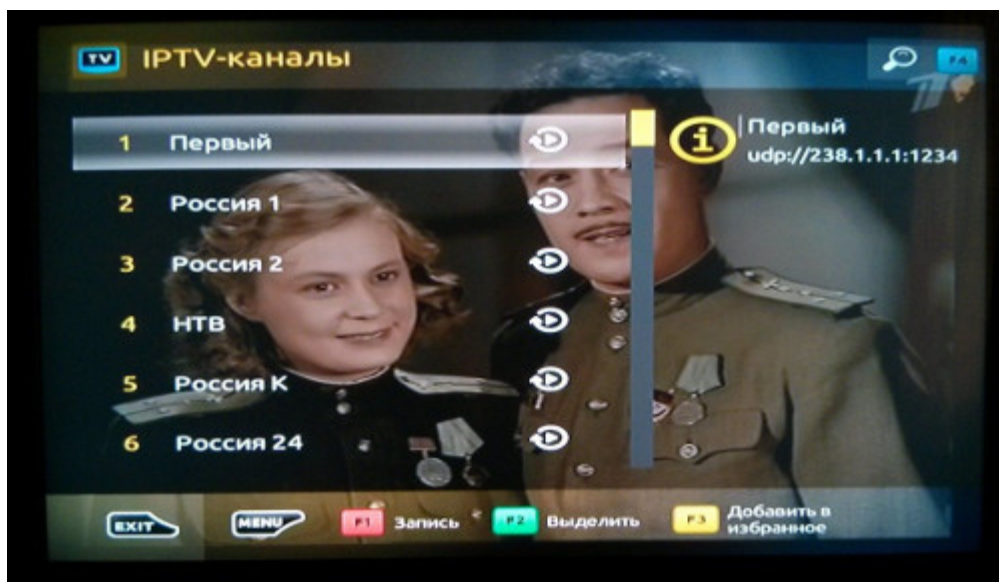 TV IPTV-каналы
F4
1 Первый
2 Россия 1
3 Россия 2
4 НТВ
5 Россия К
6 Россия 24
i Первый
udp://238.1.1.1:1234
EXIT
MENU
F1 Запись
F2 Выделить
F3 Добавить в
избранное